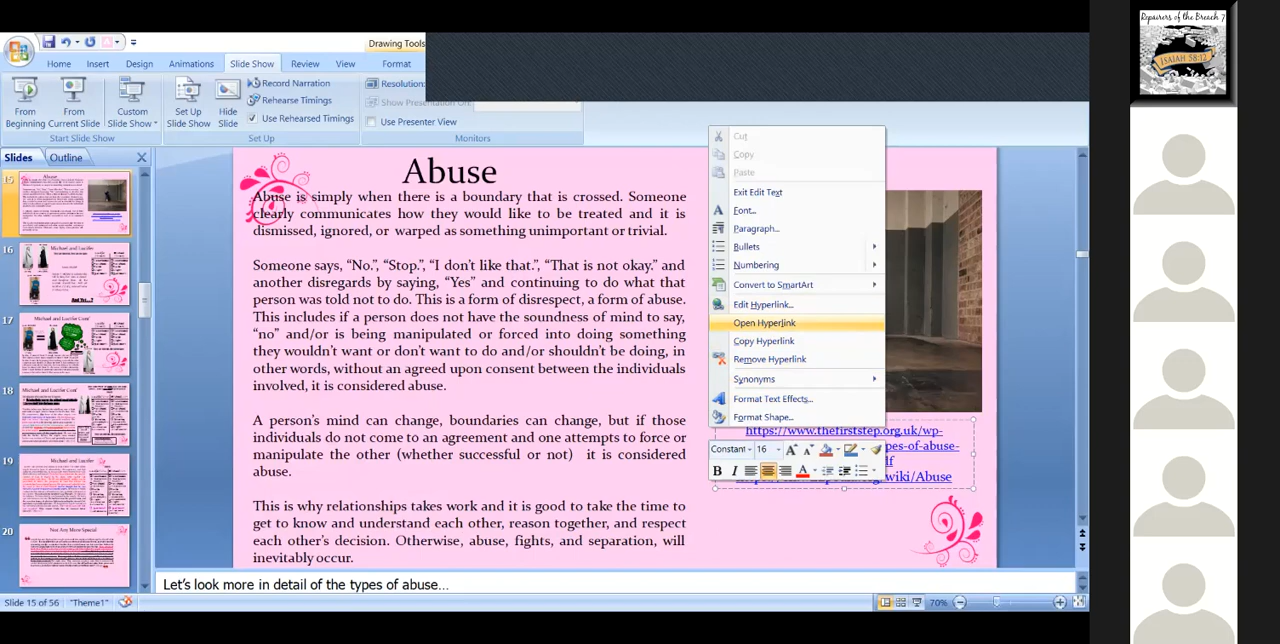 Repairers of the Breach 7
ISAIAH 58:12
Drawing Tools
Home Insert Design Animations Slide Show Review View Format
From Beginning
From Current Slide
Custom Slide Show
Set Up Slide Show
Hide Slide
Record Narration
Rehearse Timings
Use Rehearsed Timings
Resolution:
Show Presentation On:
Use Presenter View
Start Slide Show
Set Up
Monitors
Slides Outline
15
16
Michael and Lucifer
17
Michael and Lucifer
18
19
20
Not Any More Special
Abuse
Abuse is simply when there is a boundary that is crossed. Someone
clearly communicates how they would like to be treated and it is
dismissed, ignored, or warped as something unimportant or trivial.
Someone says, “No.”, “Stop.”, “I don’t like that.”, “That is not okay.” and
another disregards by saying, “Yes” and continuing to do what that
person was told not to do. This is a form of disrespect, a form of abuse.
This includes if a person does not have the soundness of mind to say,
“no” and/or is being manipulated or forced into doing something
they wouldn’t want or don’t want to do and/or shouldn’t be doing, in
other words, without an agreed upon consent between the individuals
involved, it is considered abuse.
A person’s mind can change, boundaries can change, but if those
individuals do not come to an agreement and one attempts to force or
manipulate the other (whether successful or not) it is considered
abuse.
This is why relationships takes work and it is good to take the time to
get to know and understand each other, reason together, and respect
each other’s decision. Otherwise, abuse, fights, and separation, will
inevitably occur.
Cut
Copy
Paste
Exit Edit Text
Font...
Paragraph...
Bullets
Numbering
Convert to SmartArt
Edit Hyperlink...
Open Hyperlink
Copy Hyperlink
Remove Hyperlink
Synonyms
Format Text Effects...
Format Shape...
Constant 16
B I
https://www.thefirststep.org.uk/wp-
pes-of-abuse-
df
wiki/Abuse
Let’s look more in detail of the types of abuse...
Slide 15 of 56 "Theme1" 70%